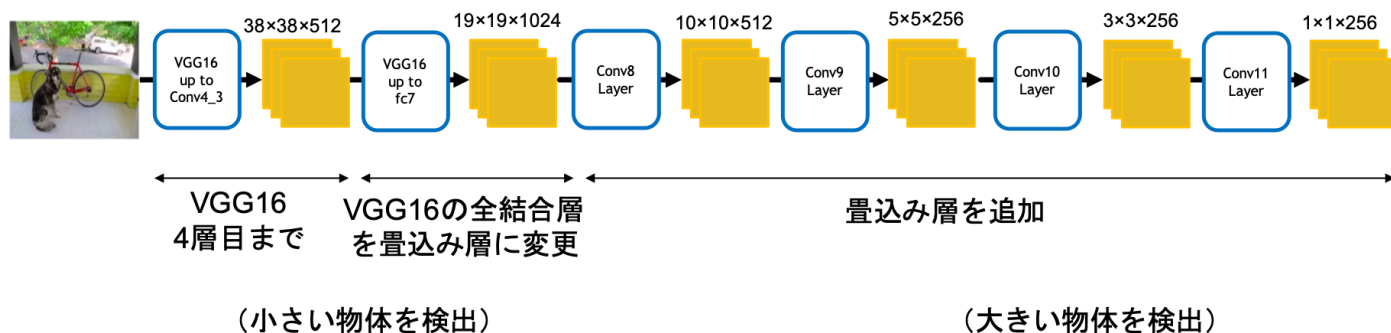 38×38×512
19×19×1024
10×10×512
5×5×256
3×3×256
1×1×256
VGG16
up to
Conv4_3
VGG16
up to
fc7
Conv8
Layer
Conv9
Layer
Conv10
Layer
Conv11
Layer
VGG16
4層目まで
VGG16の全結合層
を畳込み層に変更
畳込み層を追加
（小さい物体を検出）
（大きい物体を検出）